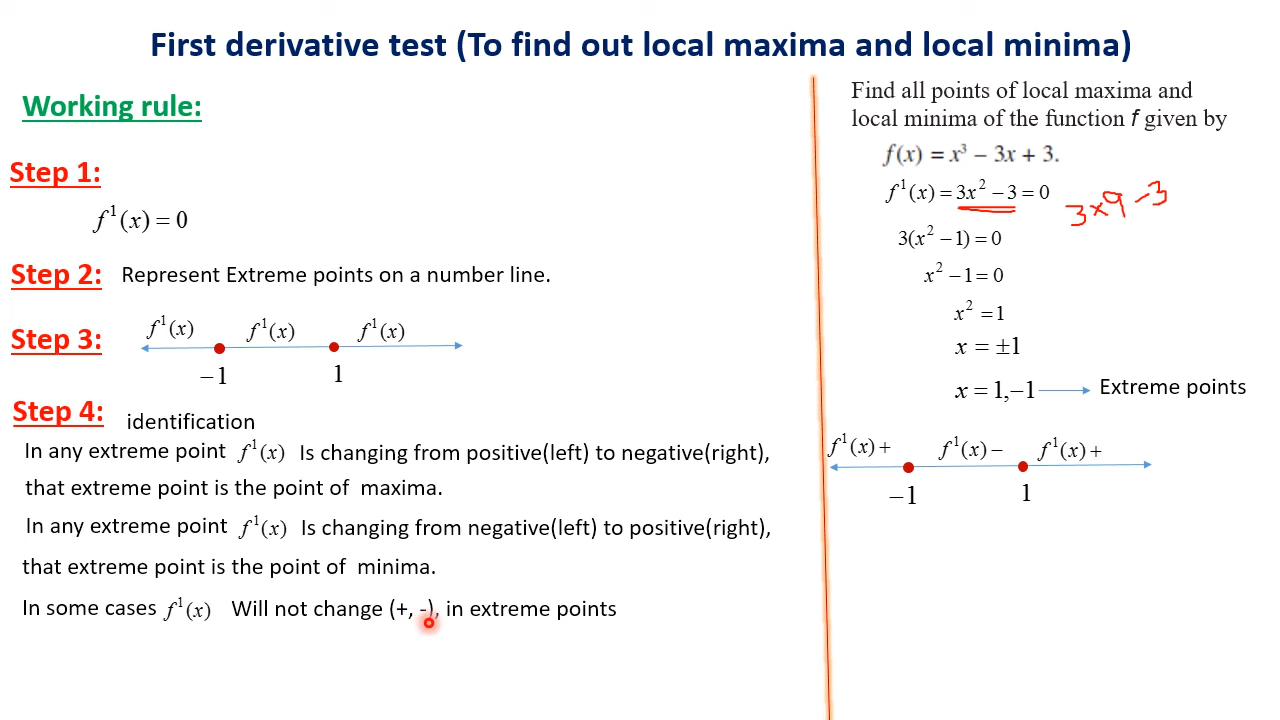 First derivative test (To find out local maxima and local minima)
Working rule:
Step 1:
f¹(x) = 0
Step 2: Represent Extreme points on a number line.
Step 3: f¹(x) f¹(x) f¹(x)
−1 1
Step 4: identification
In any extreme point f¹(x) Is changing from positive(left) to negative(right),
that extreme point is the point of maxima.
In any extreme point f¹(x) Is changing from negative(left) to positive(right),
that extreme point is the point of minima.
In some cases f¹(x) Will not change (+, -), in extreme points
Find all points of local maxima and
local minima of the function f given by
f(x) = x³ − 3x + 3.
f¹(x) = 3x² − 3 = 0 3×9−3
3(x² − 1) = 0
x² − 1 = 0
x² = 1
x = ±1
x = 1,−1 Extreme points
f¹(x) + f¹(x) − f¹(x) +
−1 1